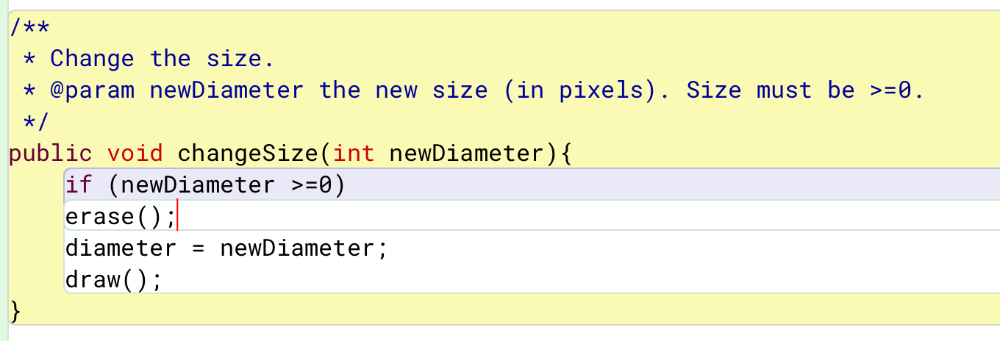 /**
 * Change the size.
 * @param newDiameter the new size (in pixels). Size must be >=0.
 */
public void changeSize(int newDiameter){
    if (newDiameter >=0)
    erase();
    diameter = newDiameter;
    draw();
}